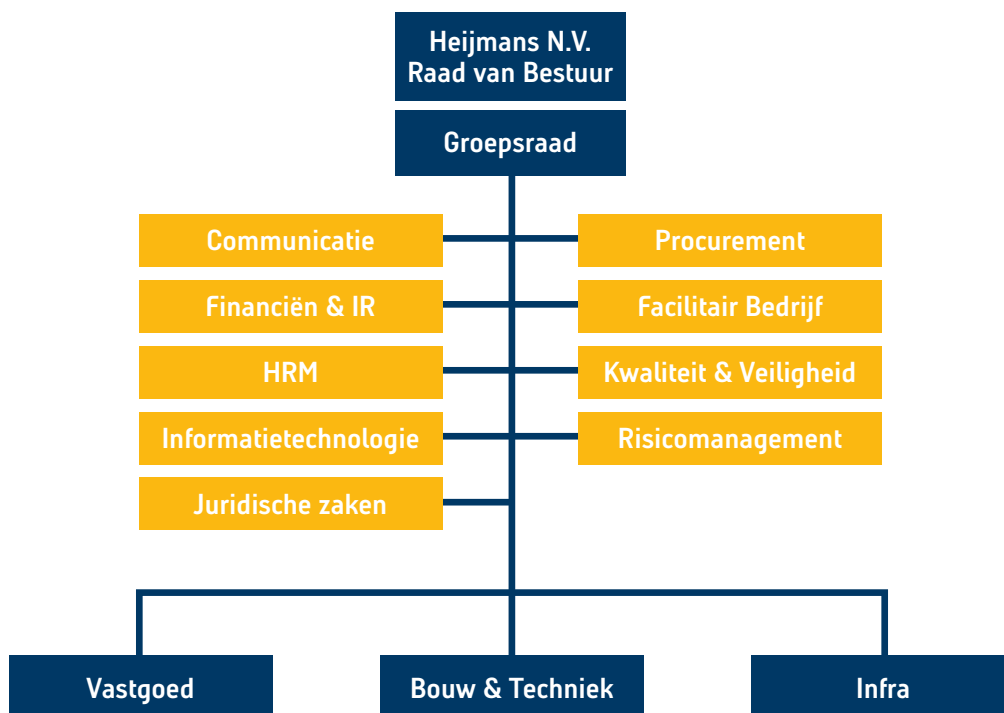 Heijmans N.V.
Raad van Bestuur
Groepsraad
Communicatie
Procurement
Financiën & IR
Facilitair Bedrijf
HRM
Kwaliteit & Veiligheid
Informatietechnologie
Risicomanagement
Juridische zaken
Vastgoed
Bouw & Techniek
Infra